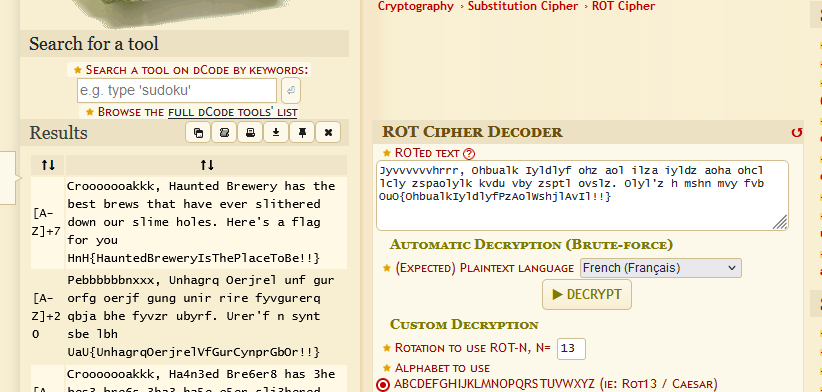 Cryptography › Substitution Cipher › ROT Cipher
Search for a tool
★ Search a tool on dCode by keywords:
e.g. type 'sudoku'
★ Browse the full dCode tools' list
Results
Crooooooakkk, Haunted Brewery has the
best brews that have ever slithered
down our slime holes. Here's a flag
for you
HnH{HauntedBreweryIsThePlaceToBe!!}
[A-
Z]+7
Pebbbbbbnxxx, Unhagrq Oerjrel unf gur
orfg oerjf gung unir rire fyvgurerq
qbja bhe fyvzr ubyrf. Urer'f n synt
sbe lbh
UaU{UnhagrqOerjrelVfGurCynprGbOr!!}
[A-
Z]+2
0
Crooooooakkk, Ha4n3ed Bre6er8 has 3he
[A-
ROT Cipher Decoder
★ ROTed text
Jyvvvvvvhrrr, Ohbualk Iyldlyf ohz aol ilza iyldz aoha ohcl
lcly zspaolylk kvdu vby zsptl ovslz. Olyl'z h mshn mvy fvb
OuO{OhbualkIyldlyfPzAolWshjlAvIl!!}
Automatic Decryption (Brute-force)
★ (Expected) Plaintext language French (Français)
▶ DECRYPT
Custom Decryption
★ Rotation to use ROT-N, N= 13
★ Alphabet to use
ABCDEFGHIJKLMNOPQRSTUVWXYZ (ie: Rot13 / Caesar)